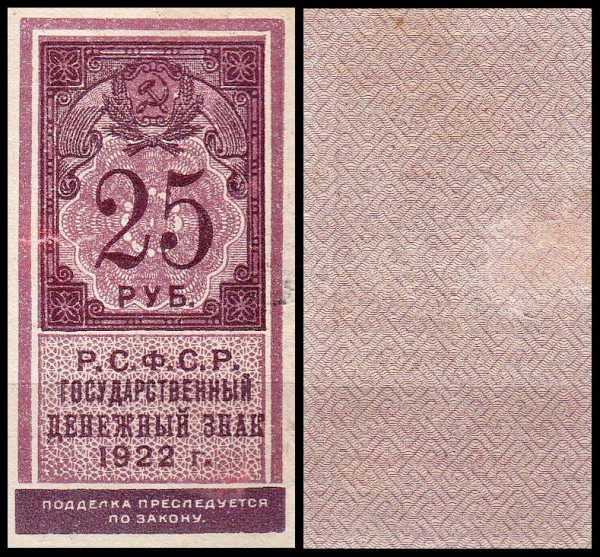 25
РУБ.
Р.С.Ф.С.Р.
ГОСУДАРСТВЕННЫЙ
ДЕНЕЖНЫЙ ЗНАК
1922 г.
ПОДДЕЛКА ПРЕСЛЕДУЕТСЯ
ПО ЗАКОНУ.